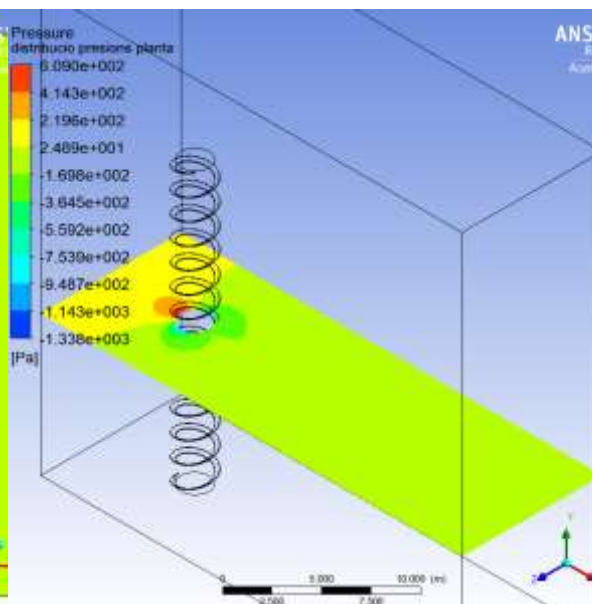 Pressure
distribucio presions planta
6.090e+002
4.143e+002
2.196e+002
2.489e+001
-1.698e+002
-3.645e+002
-5.592e+002
-7.539e+002
-9.487e+002
-1.143e+003
-1.338e+003
[Pa]
ANS
0 5.000 10.000 (m)
2.500 7.500
Y
Z